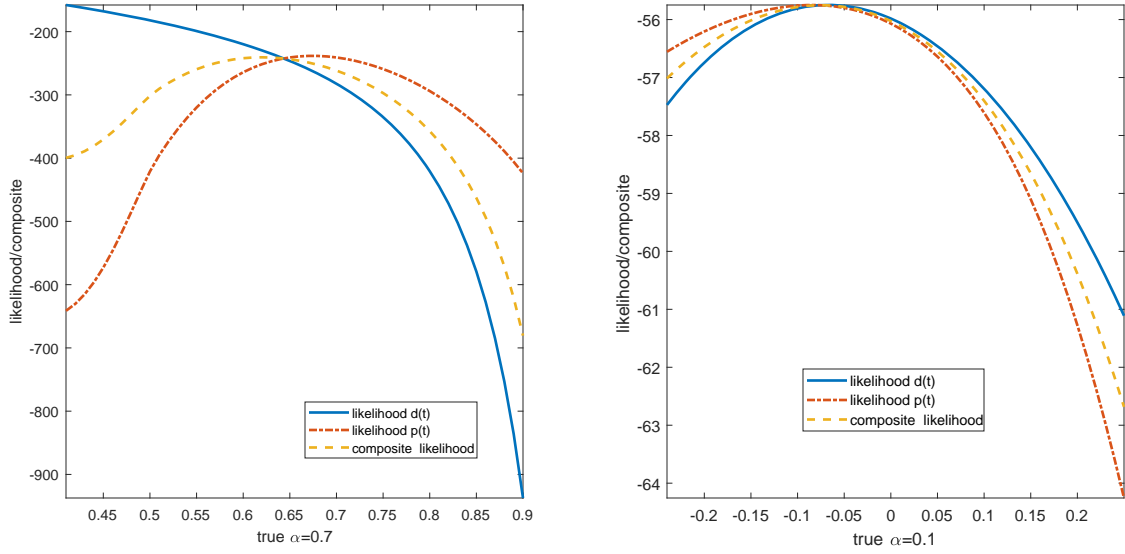 -200
-300
-400
-500
-600
-700
-800
-900
likelihood/composite
0.45 0.5 0.55 0.6 0.65 0.7 0.75 0.8 0.85 0.9
true α=0.7
likelihood d(t)
likelihood p(t)
composite likelihood
-56
-57
-58
-59
-60
-61
-62
-63
-64
likelihood/composite
-0.2 -0.15 -0.1 -0.05 0 0.05 0.1 0.15 0.2
true α=0.1
likelihood d(t)
likelihood p(t)
composite likelihood